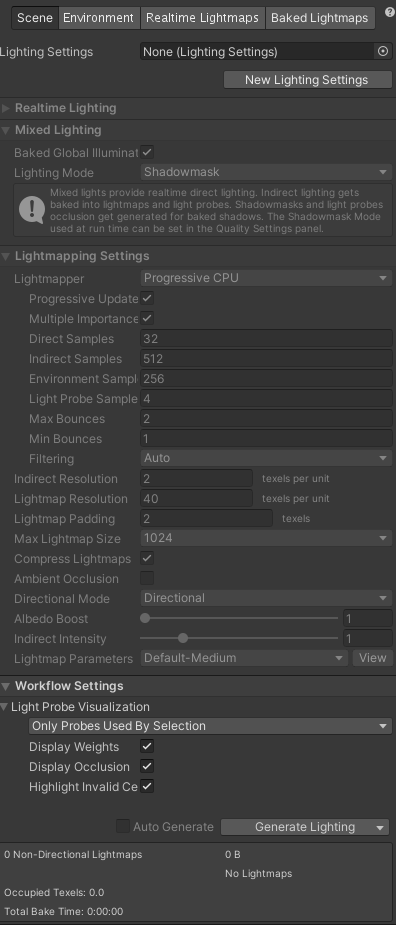 Scene Environment Realtime Lightmaps Baked Lightmaps ?
Lighting Settings None (Lighting Settings)
New Lighting Settings
Realtime Lighting
Mixed Lighting
Baked Global Illuminat
Lighting Mode Shadowmask
Mixed lights provide realtime direct lighting. Indirect lighting gets
baked into lightmaps and light probes. Shadowmasks and light probes
occlusion get generated for baked shadows. The Shadowmask Mode
used at run time can be set in the Quality Settings panel.
Lightmapping Settings
Lightmapper Progressive CPU
Progressive Update
Multiple Importance
Direct Samples 32
Indirect Samples 512
Environment Sampl 256
Light Probe Sample 4
Max Bounces 2
Min Bounces 1
Filtering Auto
Indirect Resolution 2 texels per unit
Lightmap Resolution 40 texels per unit
Lightmap Padding 2 texels
Max Lightmap Size 1024
Compress Lightmaps
Ambient Occlusion
Directional Mode Directional
Albedo Boost 1
Indirect Intensity 1
Lightmap Parameters Default-Medium View
Workflow Settings
Light Probe Visualization
Only Probes Used By Selection
Display Weights
Display Occlusion
Highlight Invalid Ce
Auto Generate Generate Lighting
0 Non-Directional Lightmaps 0 B
No Lightmaps
Occupied Texels: 0.0
Total Bake Time: 0:00:00